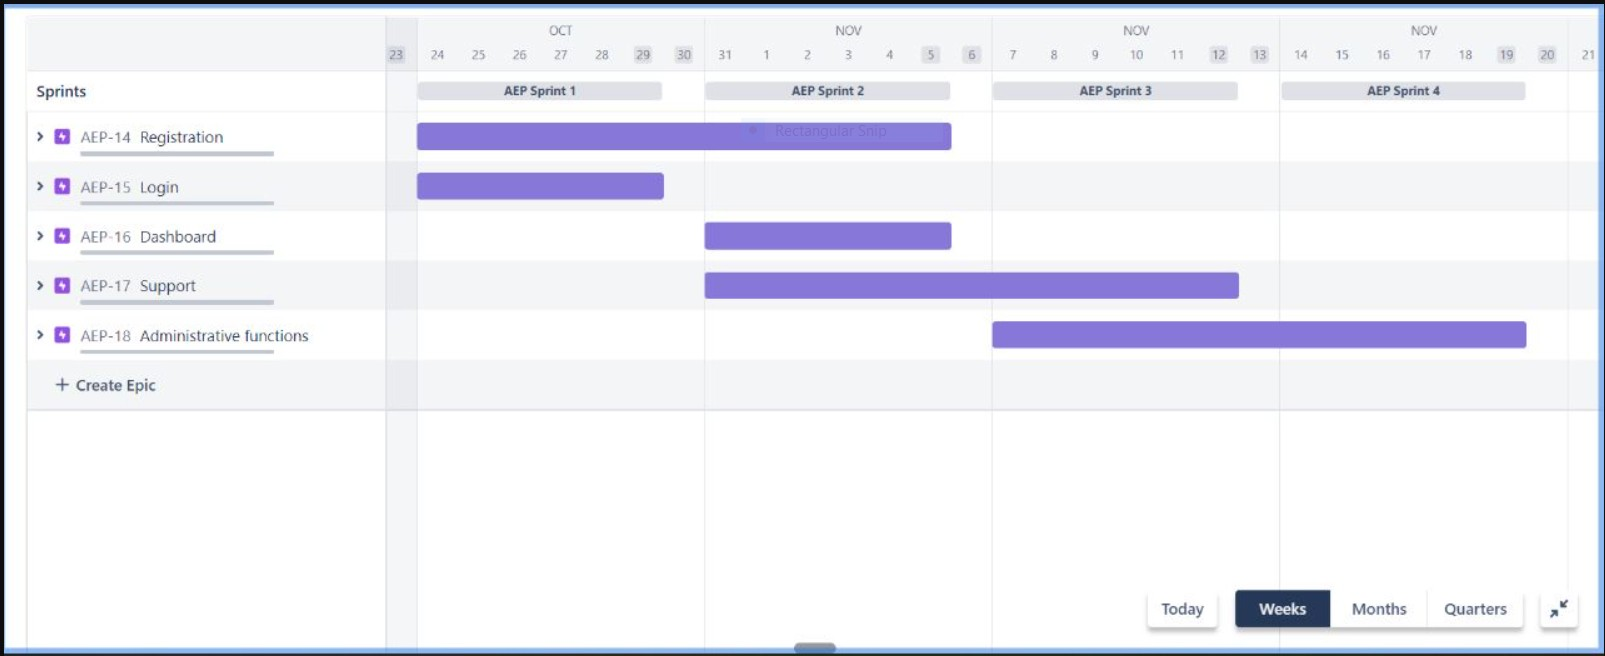 OCT NOV NOV NOV
23 24 25 26 27 28 29 30 31 1 2 3 4 5 6 7 8 9 10 11 12 13 14 15 16 17 18 19 20 21
Sprints AEP Sprint 1 AEP Sprint 2 AEP Sprint 3 AEP Sprint 4
AEP-14 Registration Rectangular Snip
AEP-15 Login
AEP-16 Dashboard
AEP-17 Support
AEP-18 Administrative functions
+ Create Epic
Today Weeks Months Quarters